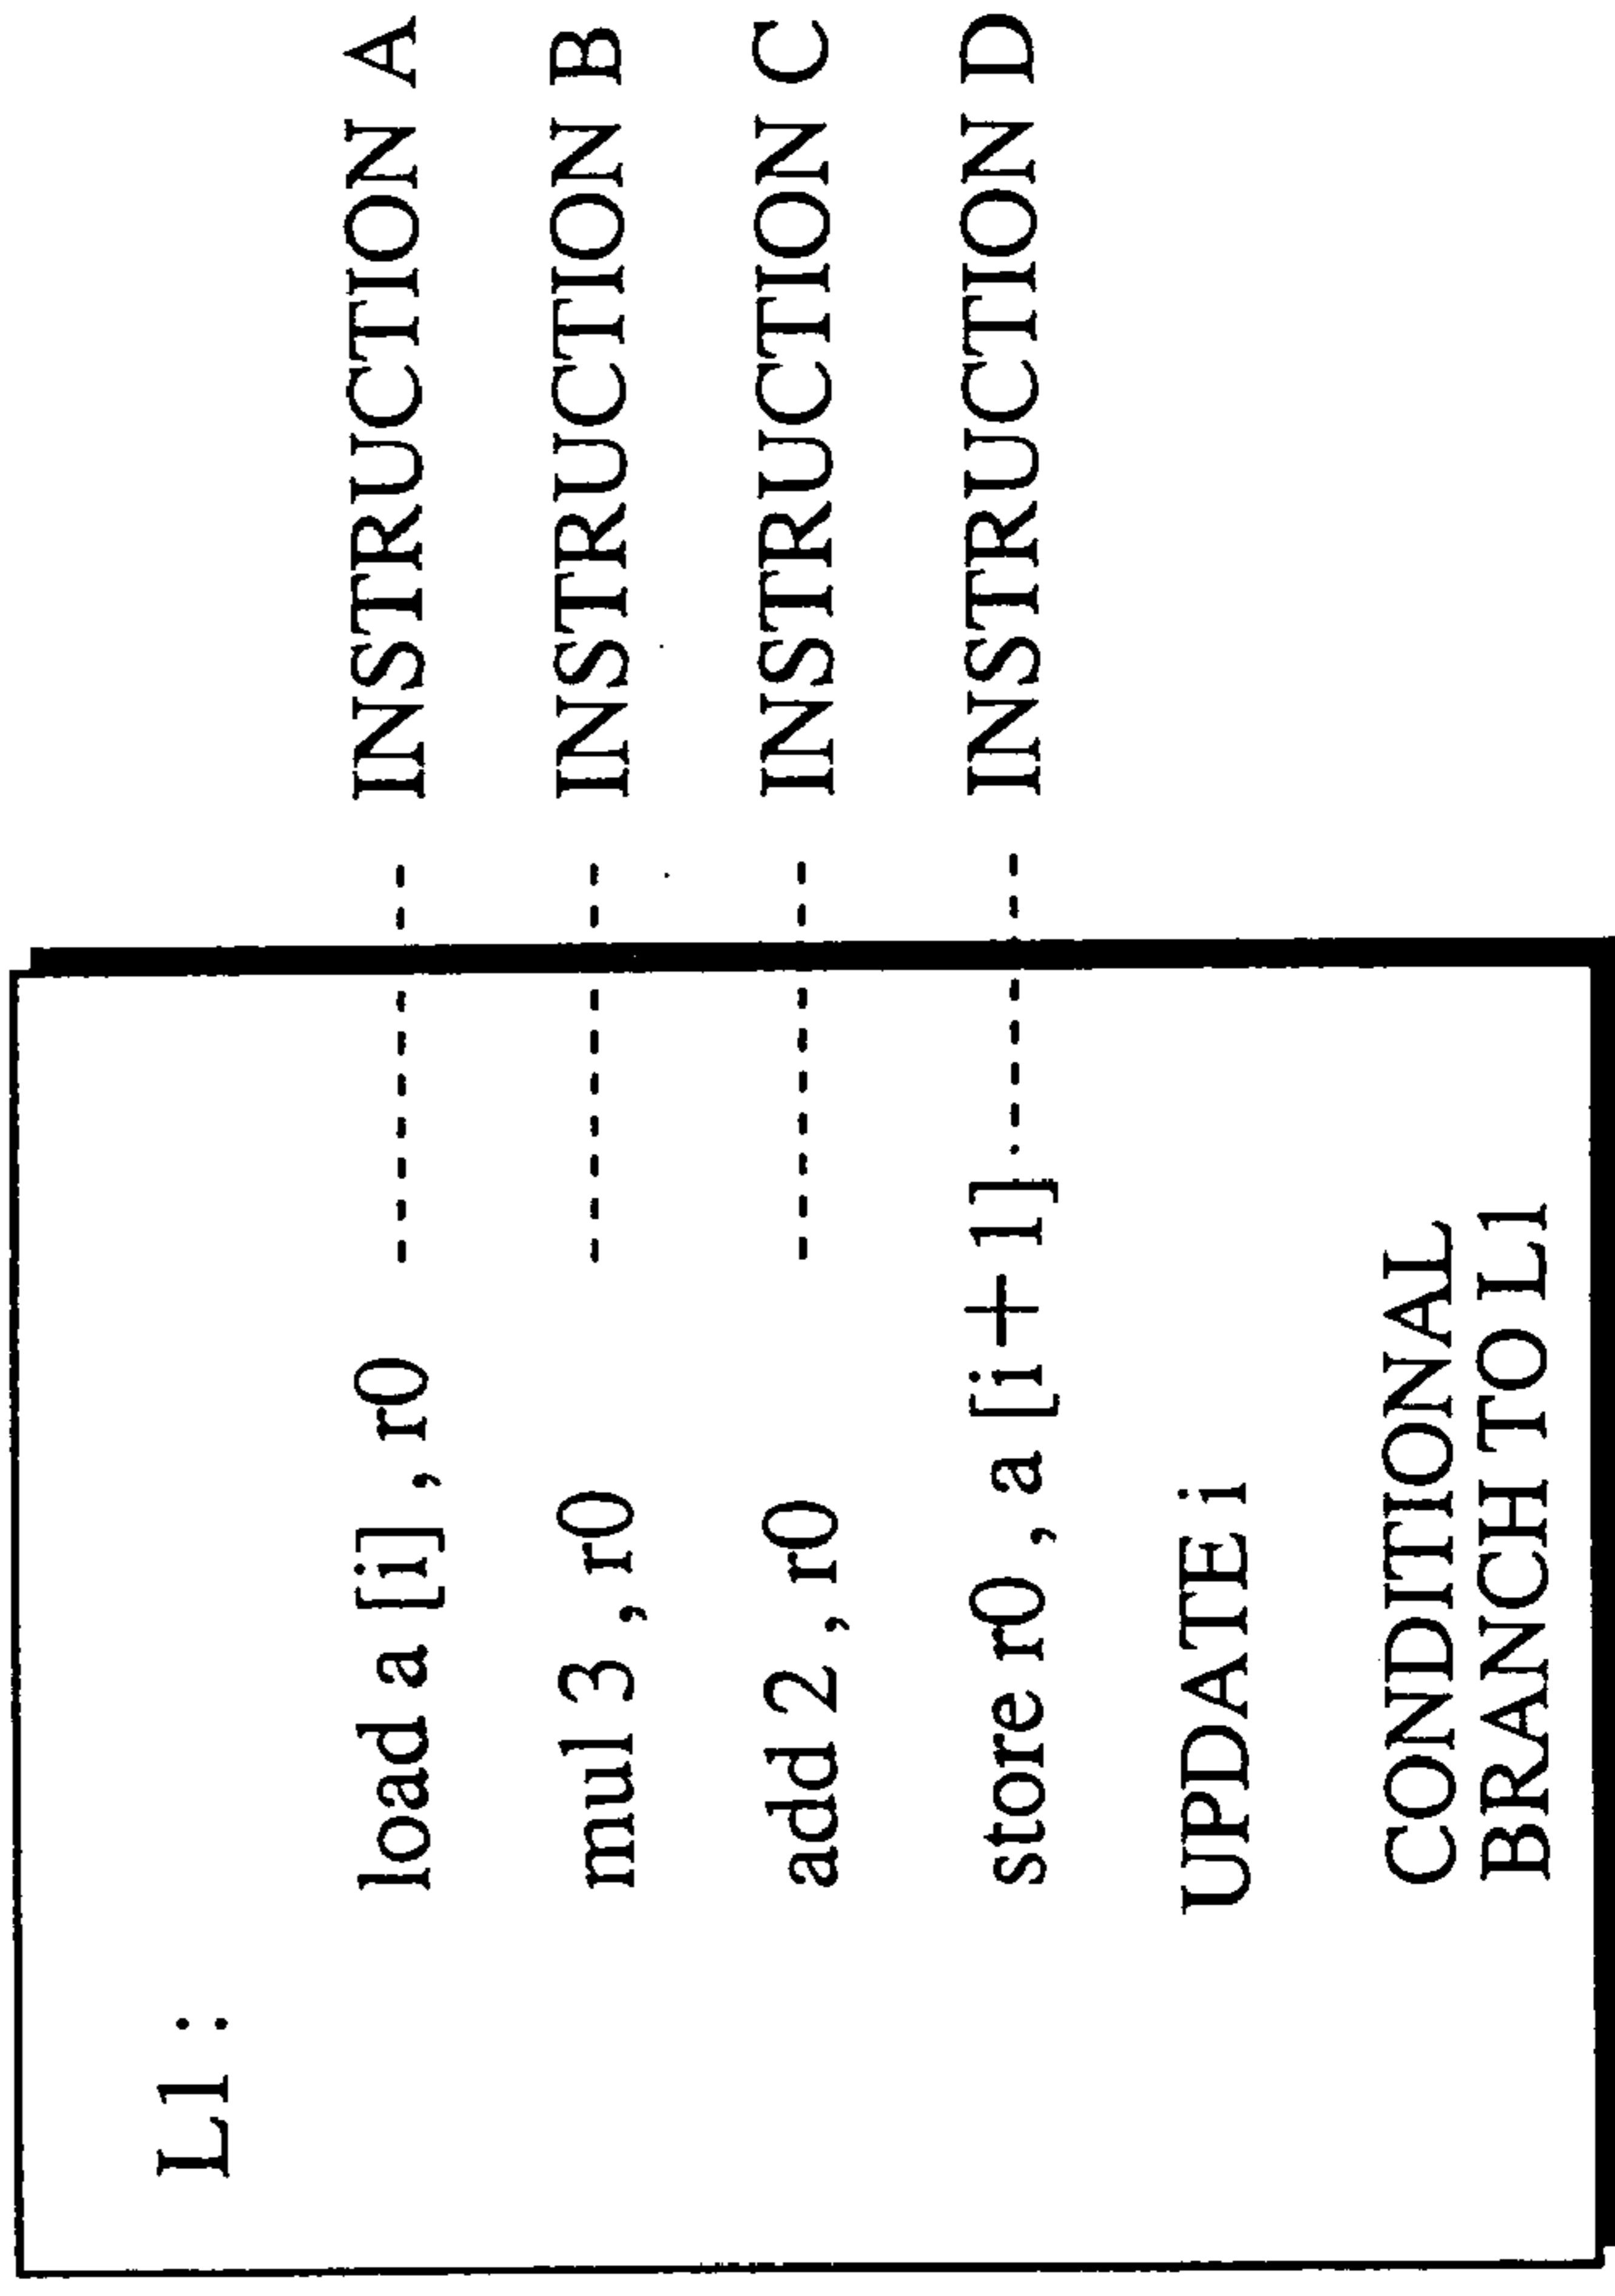 L1 :
load a [i] , r0 ------------ INSTRUCTION A
mul 3 , r0 ------------ INSTRUCTION B
add 2 , r0 ------------ INSTRUCTION C
store r0 , a [i+1] -------- INSTRUCTION D
UPDATE i
CONDITIONAL
BRANCH TO L1